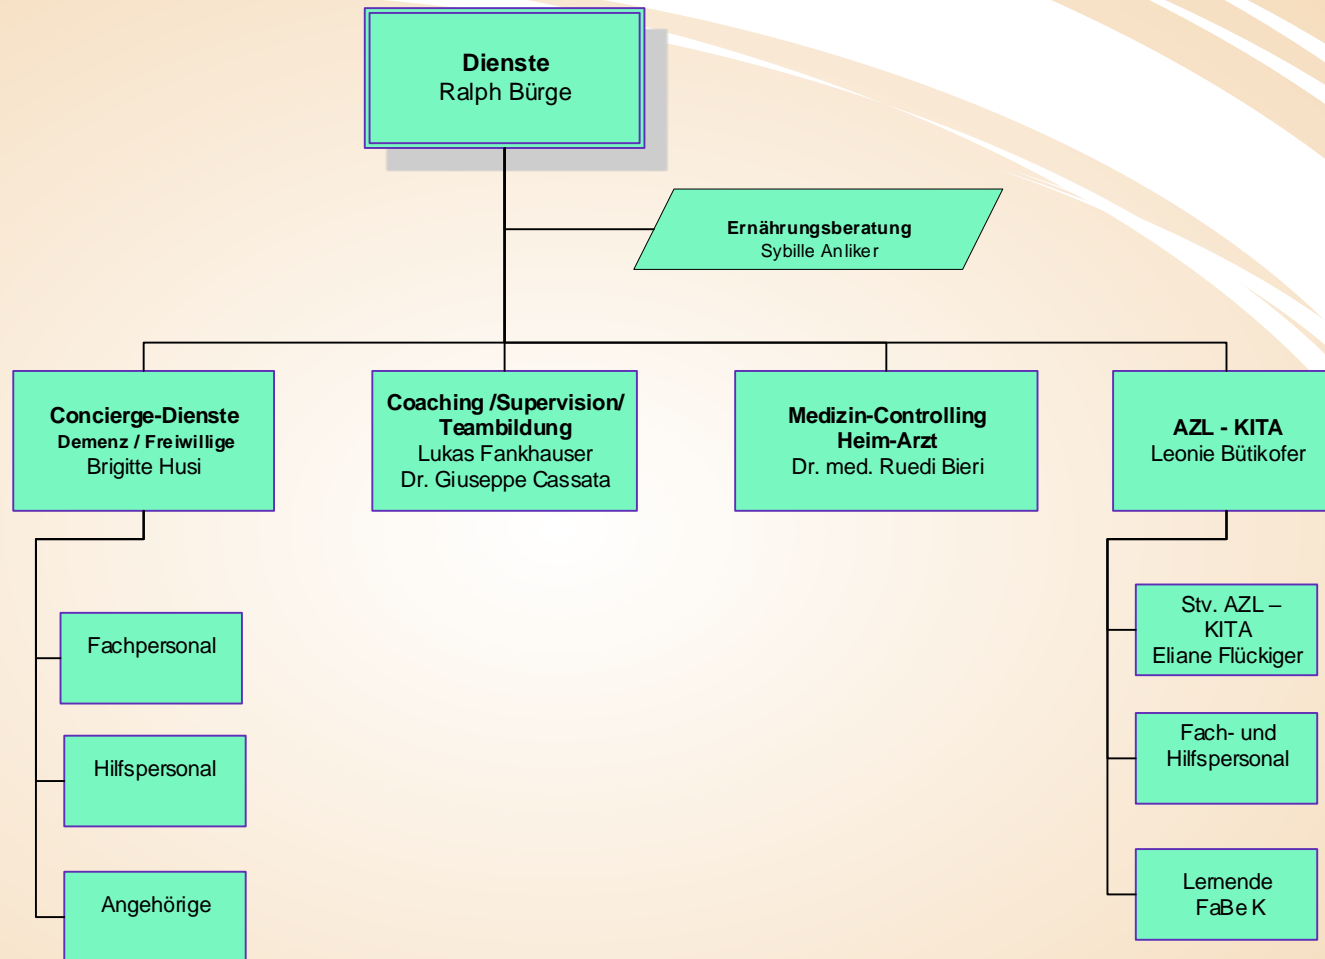 Dienste
Ralph Bürge
Ernährungsberatung
Sybille Anliker
Concierge-Dienste
Demenz / Freiwillige
Brigitte Husi
Coaching /Supervision/
Teambildung
Lukas Fankhauser
Dr. Giuseppe Cassata
Medizin-Controlling
Heim-Arzt
Dr. med. Ruedi Bieri
AZL - KITA
Leonie Bütikofer
Fachpersonal
Hilfspersonal
Angehörige
Stv. AZL –
KITA
Eliane Flückiger
Fach- und
Hilfspersonal
Lernende
FaBe K